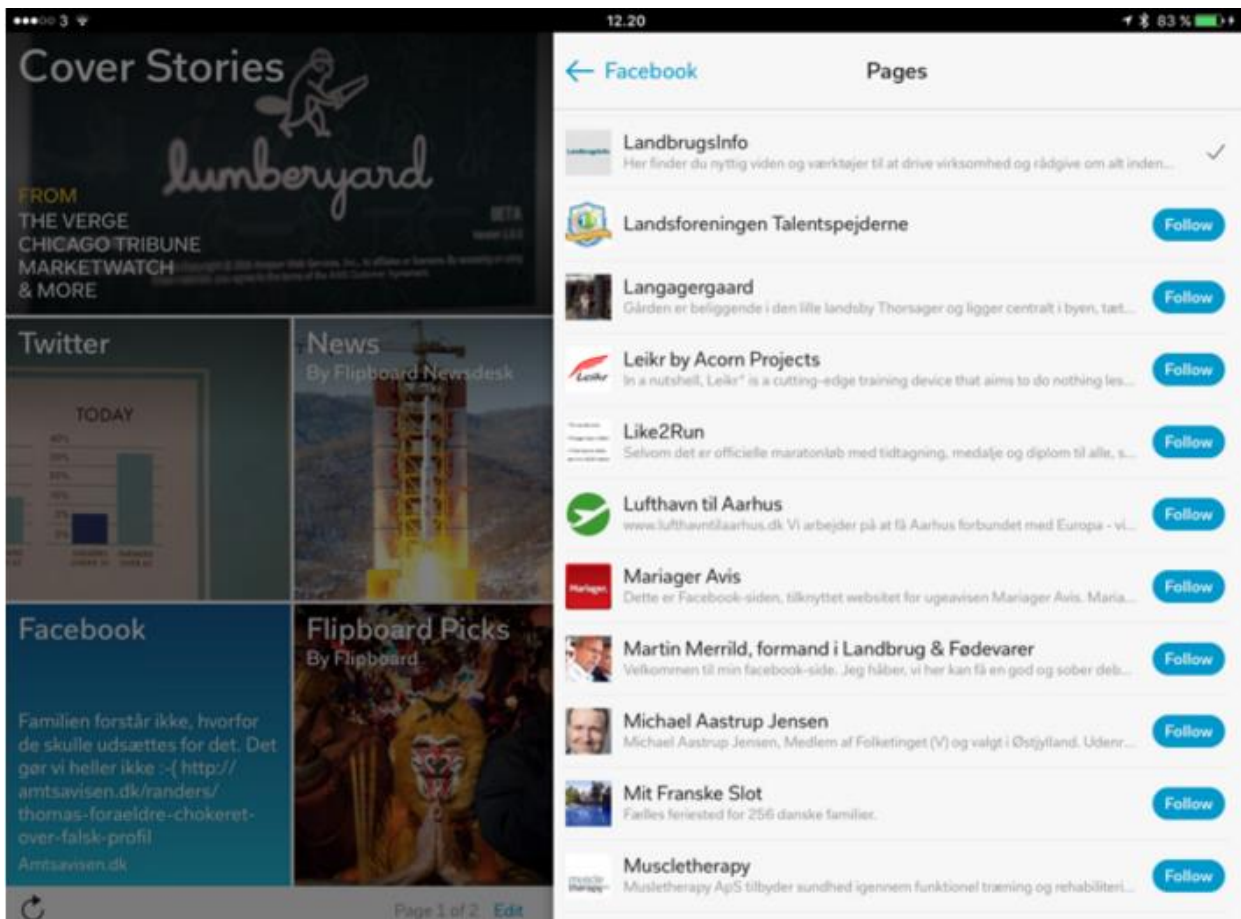 3
12.20
83 %
Cover Stories
lumberyard
BETA
FROM
THE VERGE
CHICAGO TRIBUNE
MARKETWATCH
& MORE
Twitter
TODAY
News
By Flipboard Newsdesk
Facebook
Familien forstår ikke, hvorfor
de skulle udsættes for det. Det
gør vi heller ikke :-( http://
amtsavisen.dk/randers/
thomas-foraeldre-chokeret-
over-falsk-profil
Amtsavisen.dk
Flipboard Picks
By Flipboard
Page 1 of 2 Edit
← Facebook Pages
LandbrugsInfo
Her finder du nyttig viden og værktøjer til at drive virksomhed og rådgive om alt inden...
Landsforeningen Talentspejderne
Follow
Langagergaard
Gården er beliggende i den lille landsby Thorsager og ligger centralt i byen, tæt...
Follow
Leikr
Leikr by Acorn Projects
In a nutshell, Leikr® is a cutting-edge training device that aims to do nothing les...
Follow
Like2Run
Selvom det er officielle maratonløb med tidtagning, medalje og diplom til alle, s...
Follow
Lufthavn til Aarhus
www.lufthavntilaarhus.dk Vi arbejder på at få Aarhus forbundet med Europa - vi...
Follow
Mariager.
Mariager Avis
Dette er Facebook-siden, tilknyttet websitet for ugeavisen Mariager Avis. Maria...
Follow
Martin Merrild, formand i Landbrug & Fødevarer
Velkommen til min facebook-side. Jeg håber, vi her kan få en god og sober deb...
Follow
Michael Aastrup Jensen
Michael Aastrup Jensen, Medlem af Folketinget (V) og valgt i Østjylland. Udenr...
Follow
Mit Franske Slot
Fælles feriested for 256 danske familier.
Follow
muscle
therapy
Muscletherapy
Musletherapy ApS tilbyder sundhed igennem funktionel træning og rehabiliteri...
Follow